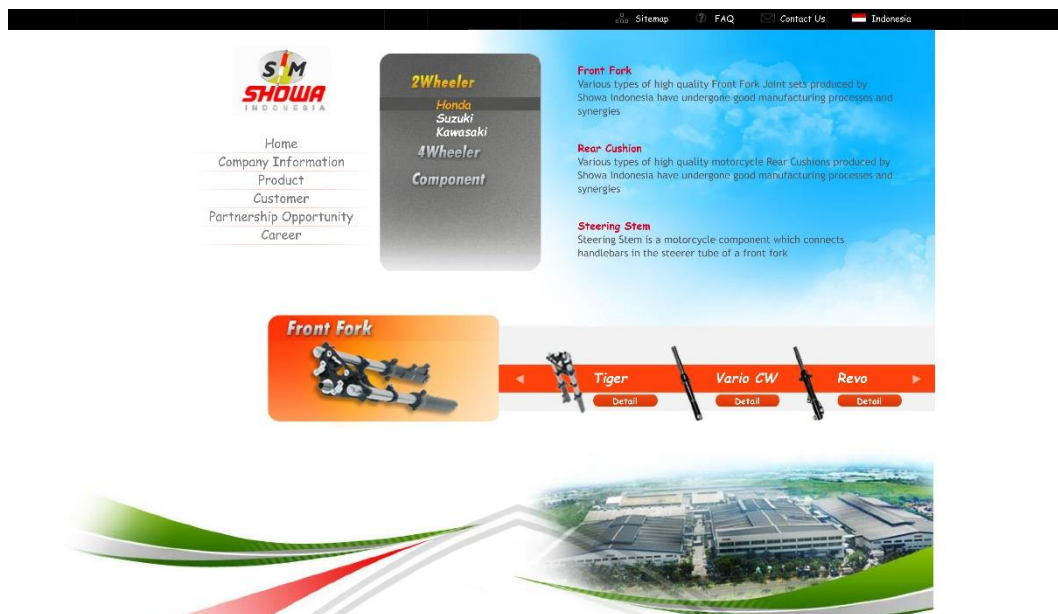 Sitemap
FAQ
Contact Us
Indonesia
SIM
SHOWA
INDONESIA
Home
Company Information
Product
Customer
Partnership Opportunity
Career
2Wheeler
Honda
Suzuki
Kawasaki
4Wheeler
Component
Front Fork
Various types of high quality Front Fork Joint sets produced by
Showa Indonesia have undergone good manufacturing processes and
synergies
Rear Cushion
Various types of high quality motorcycle Rear Cushions produced by
Showa Indonesia have undergone good manufacturing processes and
synergies
Steering Stem
Steering Stem is a motorcycle component which connects
handlebars in the steerer tube of a front fork
Front Fork
Tiger
Detail
Vario CW
Detail
Revo
Detail